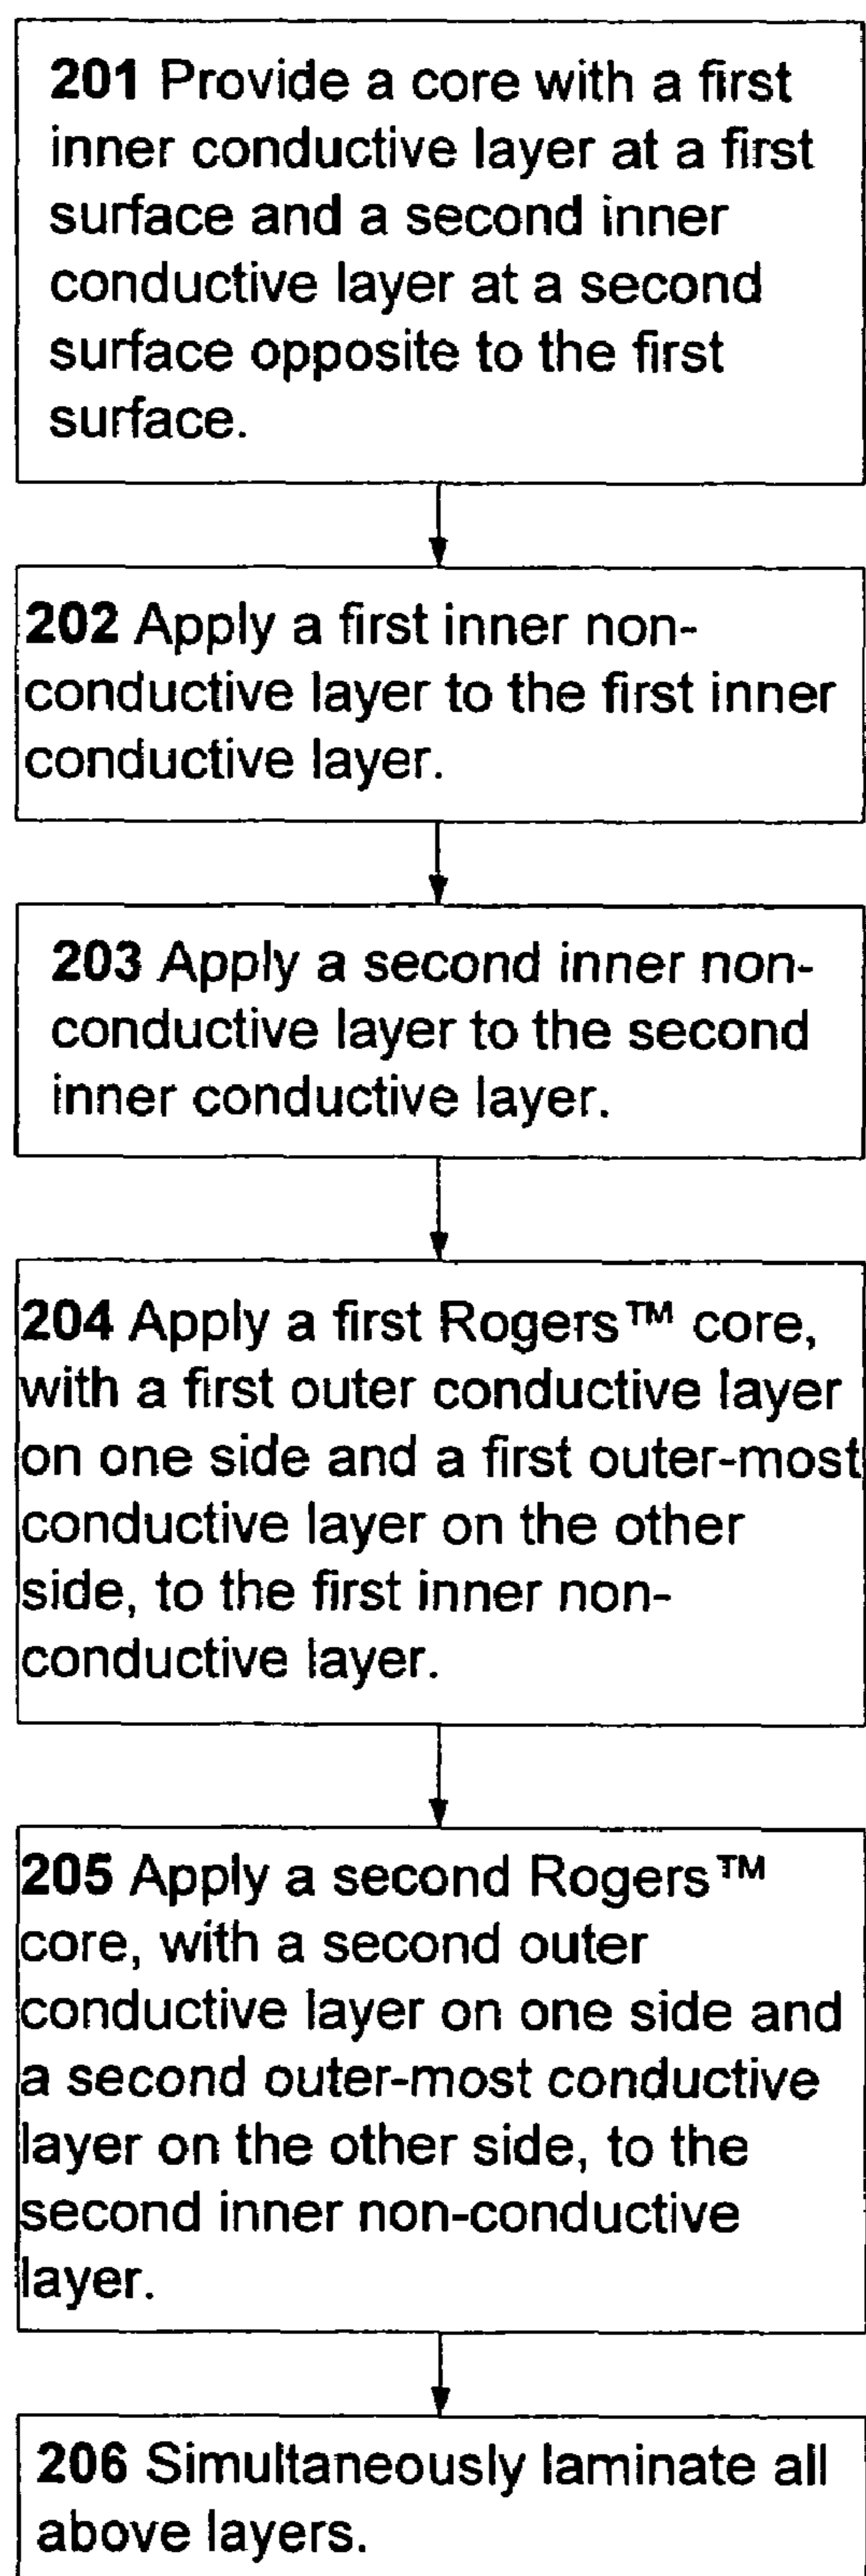 201 Provide a core with a first
inner conductive layer at a first
surface and a second inner
conductive layer at a second
surface opposite to the first
surface.
202 Apply a first inner non-
conductive layer to the first inner
conductive layer.
203 Apply a second inner non-
conductive layer to the second
inner conductive layer.
204 Apply a first Rogers™ core,
with a first outer conductive layer
on one side and a first outer-most
conductive layer on the other
side, to the first inner non-
conductive layer.
205 Apply a second Rogers™
core, with a second outer
conductive layer on one side and
a second outer-most conductive
layer on the other side, to the
second inner non-conductive
layer.
206 Simultaneously laminate all
above layers.